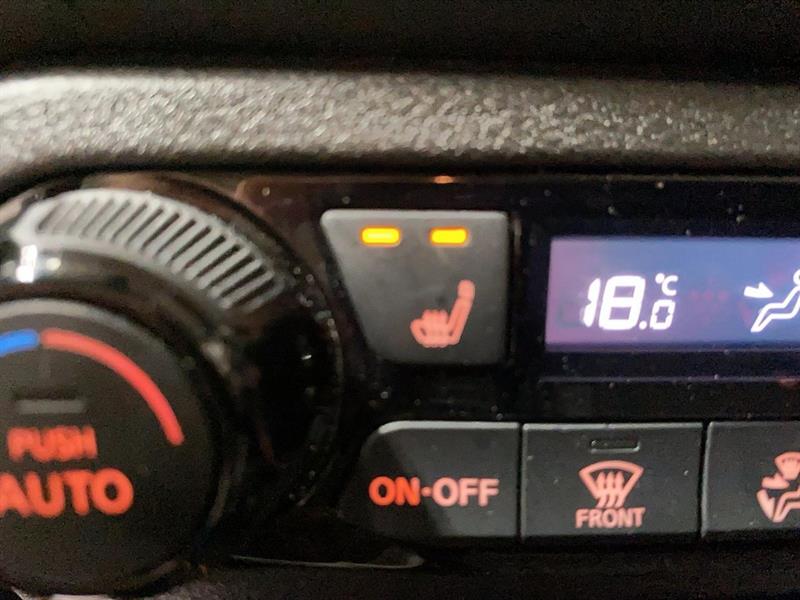 18.0 °C
PUSH
AUTO
ON·OFF
FRONT